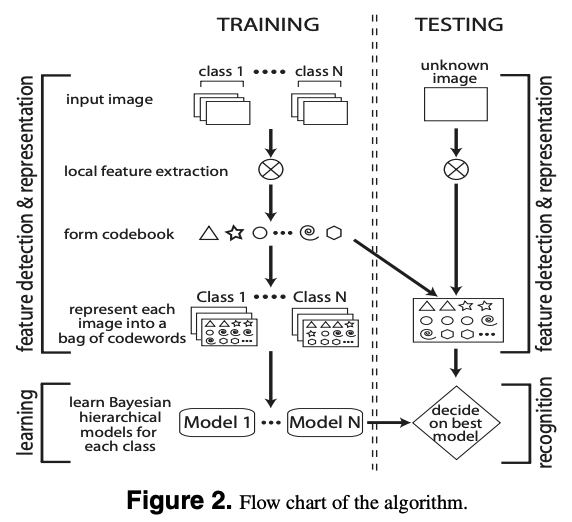 TRAINING
TESTING
feature detection & representation
input image
class 1 •••• class N
unknown
image
local feature extraction
form codebook
•••
represent each
image into a
bag of codewords
Class 1 •••• Class N
•••
•••
•••
feature detection & representation
learning
learn Bayesian
hierarchical
models for
each class
Model 1 ••• Model N
decide
on best
model
recognition
Figure 2. Flow chart of the algorithm.